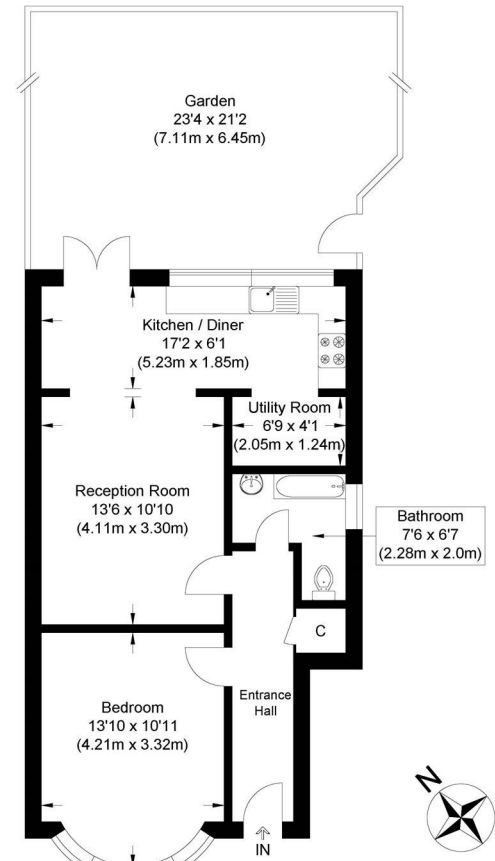 Garden
23'4 x 21'2
(7.11m x 6.45m)
Kitchen / Diner
17'2 x 6'1
(5.23m x 1.85m)
Utility Room
6'9 x 4'1
(2.05m x 1.24m)
Reception Room
13'6 x 10'10
(4.11m x 3.30m)
Bathroom
7'6 x 6'7
(2.28m x 2.0m)
C
Bedroom
13'10 x 10'11
(4.21m x 3.32m)
Entrance
Hall
IN
N